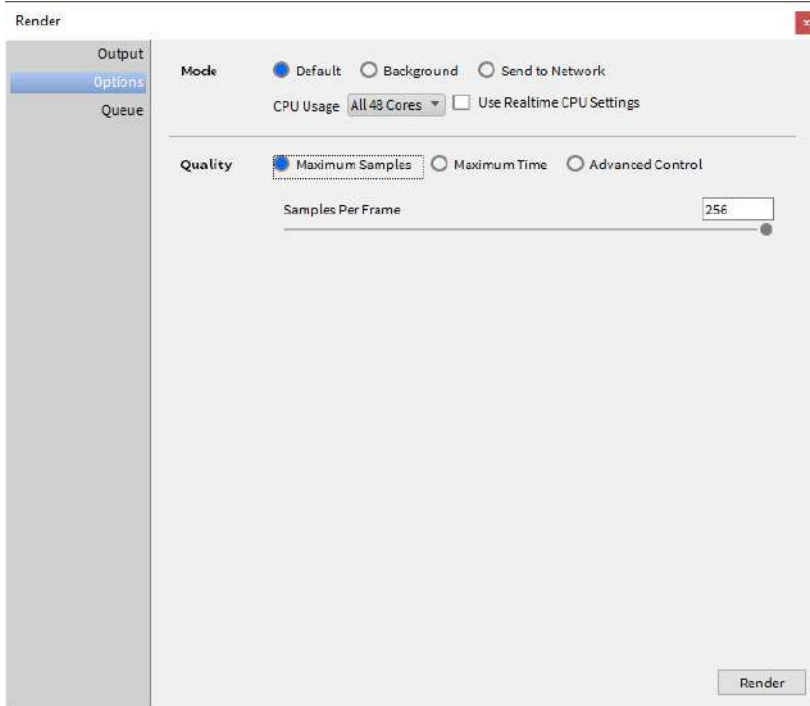 Render
x
Output
Options
Queue
Mode Default Background Send to Network
CPU Usage All 48 Cores Use Realtime CPU Settings
Quality Maximum Samples Maximum Time Advanced Control
Samples Per Frame 256
Render